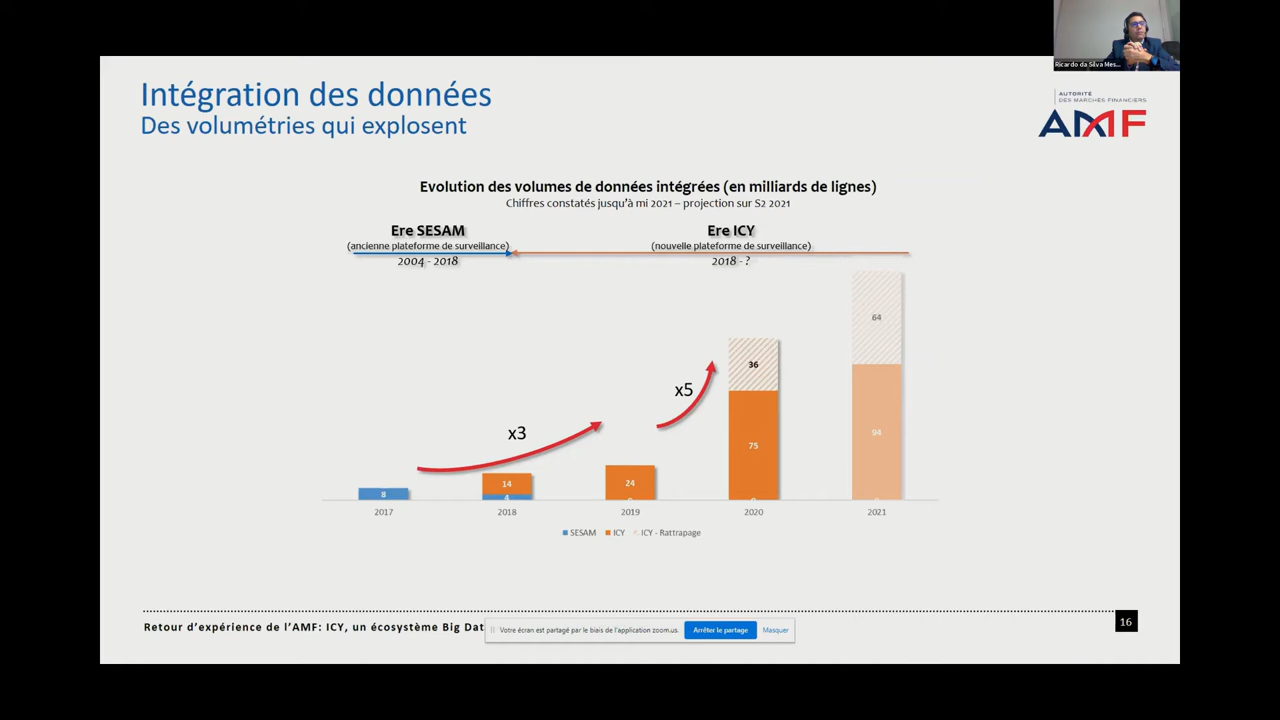 Ricardo da Silva Mes...
Intégration des données
Des volumétries qui explosent
AUTORITÉ
DES MARCHÉS FINANCIERS
AMF
Evolution des volumes de données intégrées (en milliards de lignes)
Chiffres constatés jusqu'à mi 2021 – projection sur S2 2021
Ere SESAM
(ancienne plateforme de surveillance)
2004 - 2018
Ere ICY
(nouvelle plateforme de surveillance)
2018 - ?
64
36
x5
x3
94
75
24
14
8
4
0
0
0
2017 2018 2019 2020 2021
SESAM ICY ICY - Rattrapage
Retour d'expérience de l'AMF: ICY, un écosystème Big Dat
Votre écran est partagé par le biais de l'application zoom.us. Arrêter le partage Masquer
16